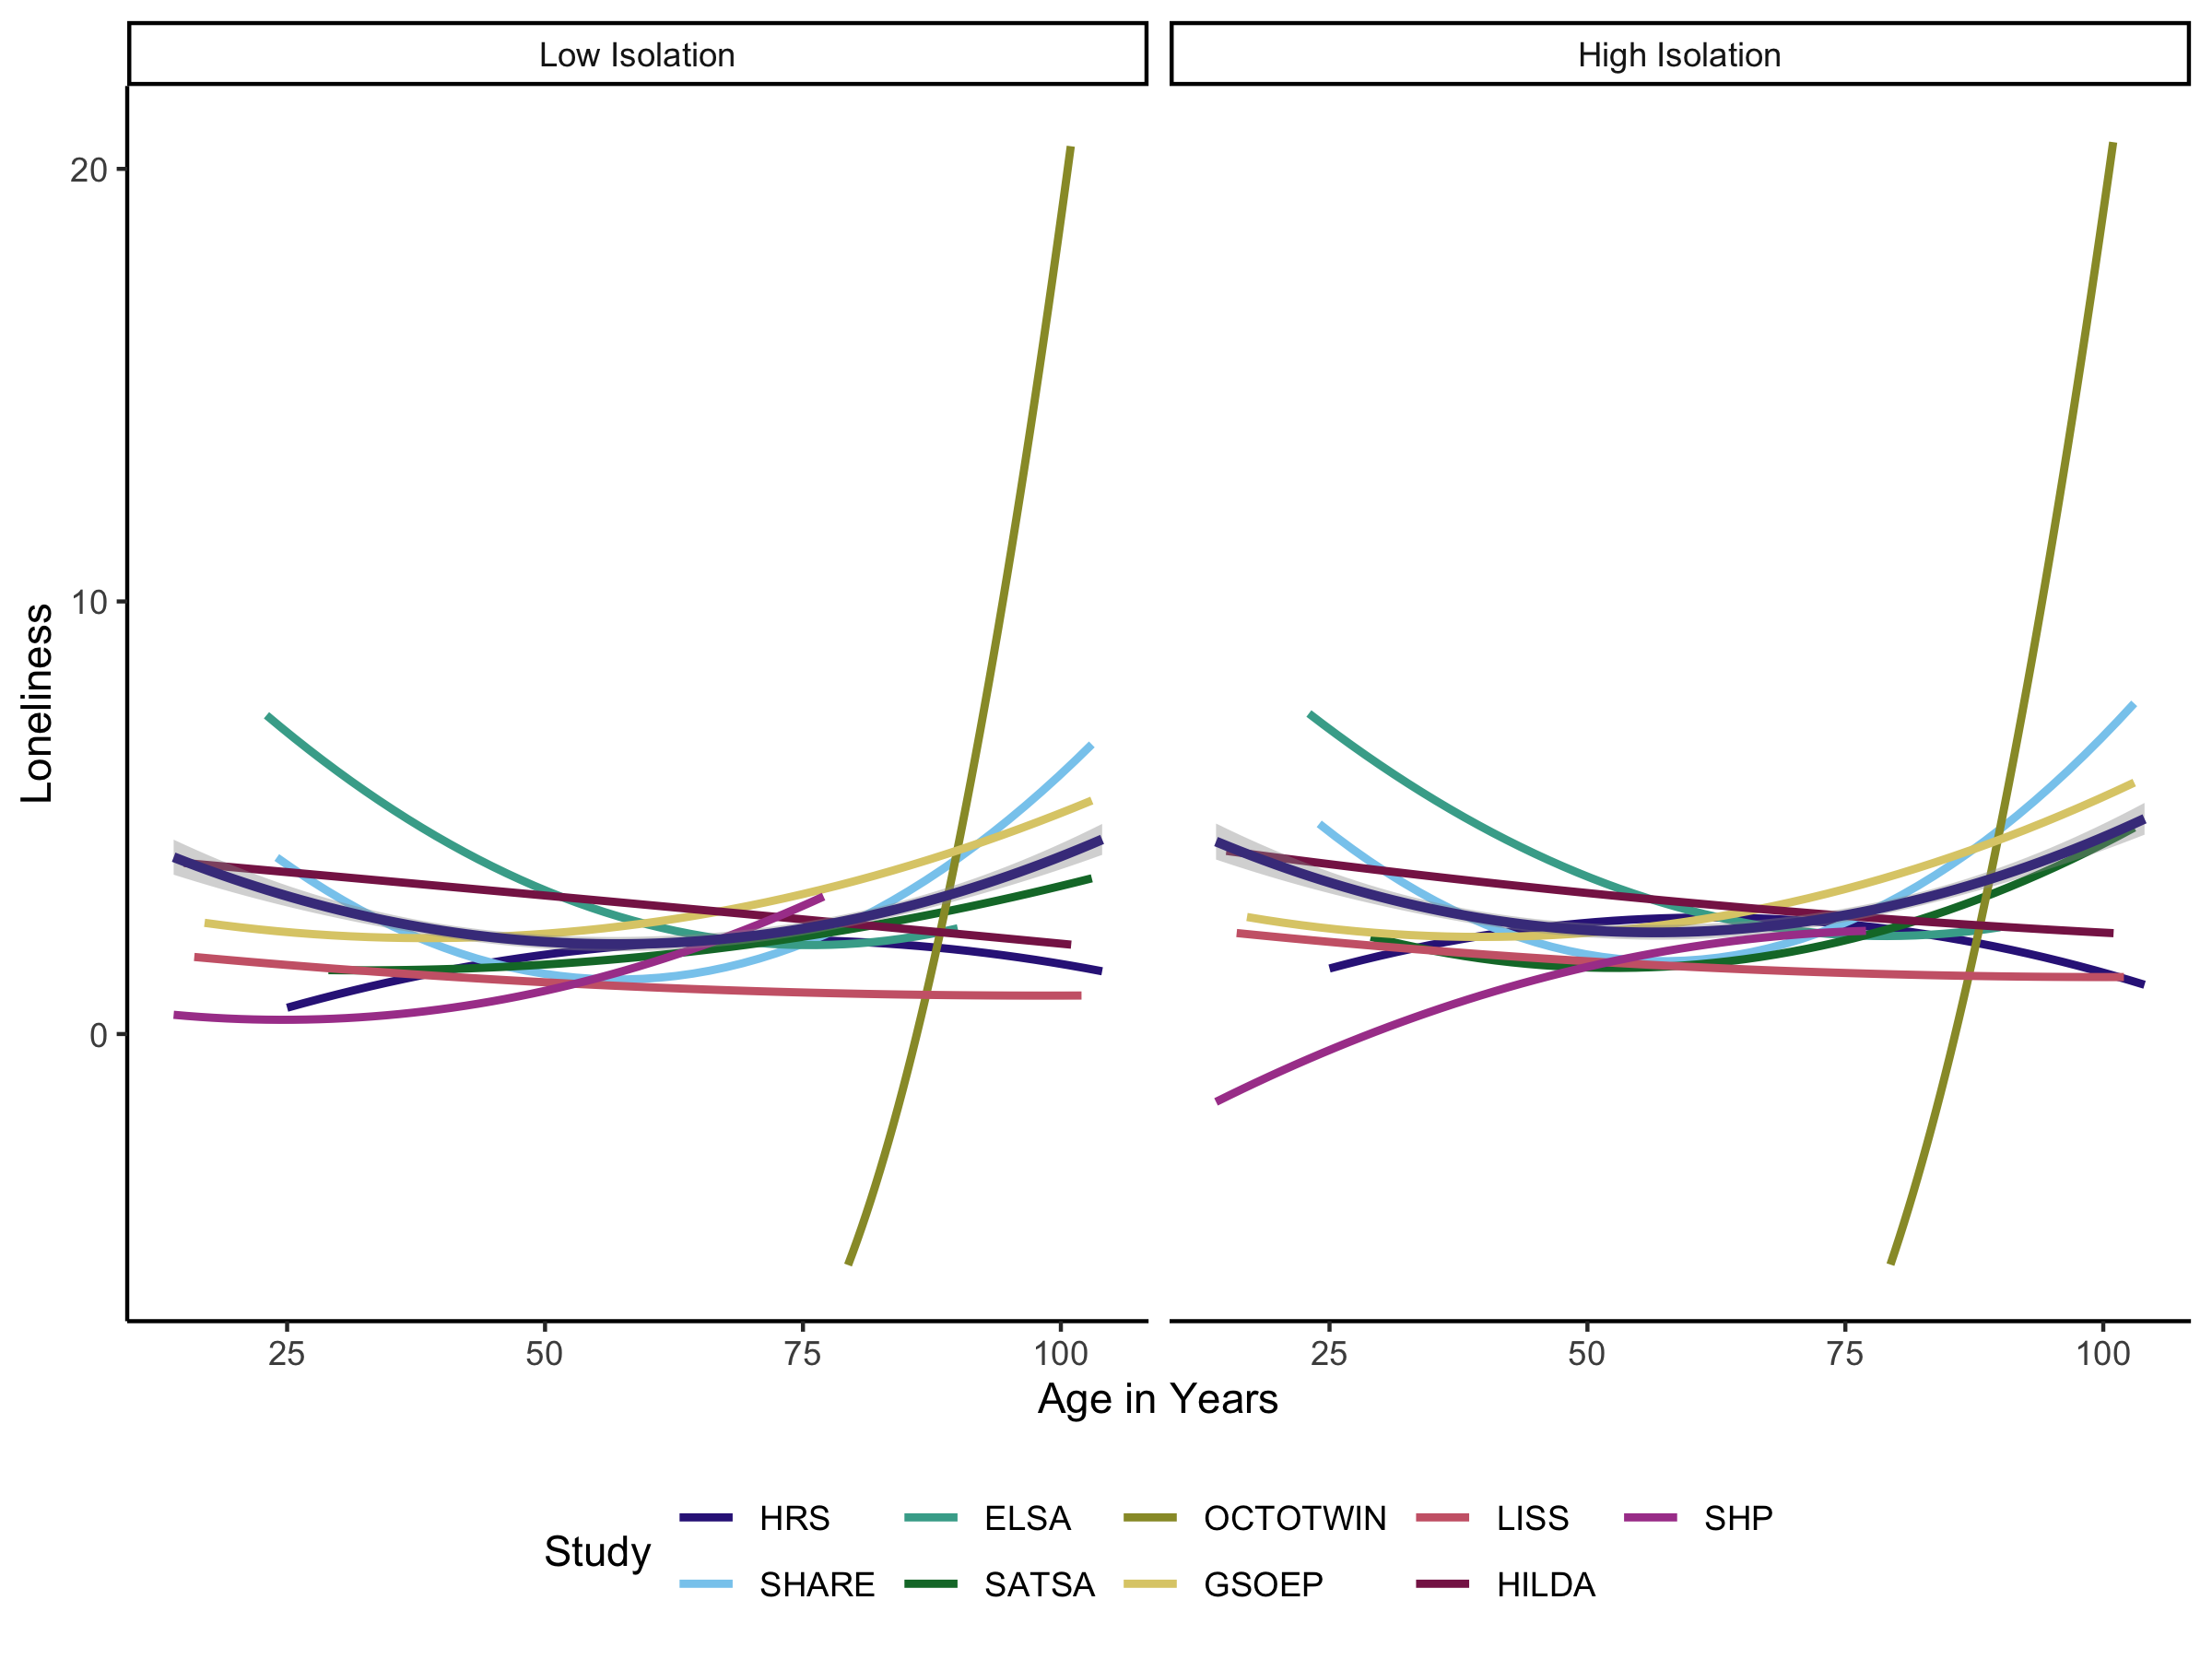 Low Isolation
High Isolation
20
10
0
Loneliness
25 50 75 100
25 50 75 100
Age in Years
Study
HRS ELSA OCTOTWIN LISS SHP
SHARE SATSA GSOEP HILDA